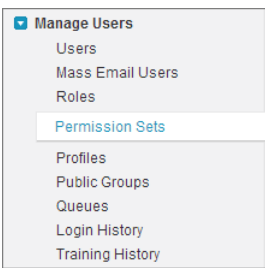 Manage Users
Users
Mass Email Users
Roles
Permission Sets
Profiles
Public Groups
Queues
Login History
Training History